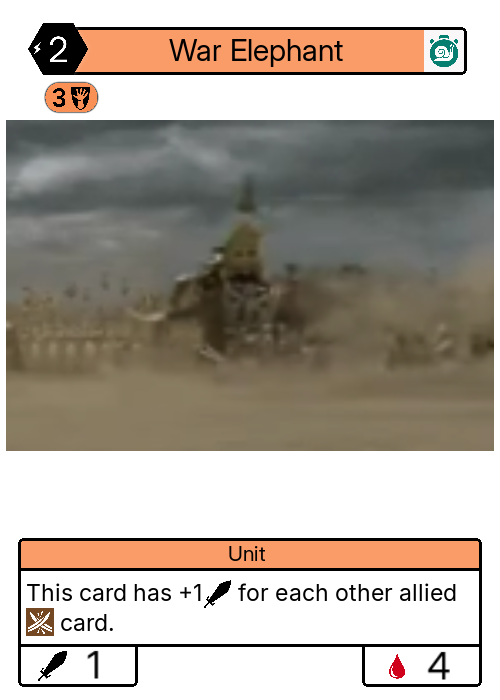 2
War Elephant
3
Unit
This card has +1 for each other allied
card.
1
4